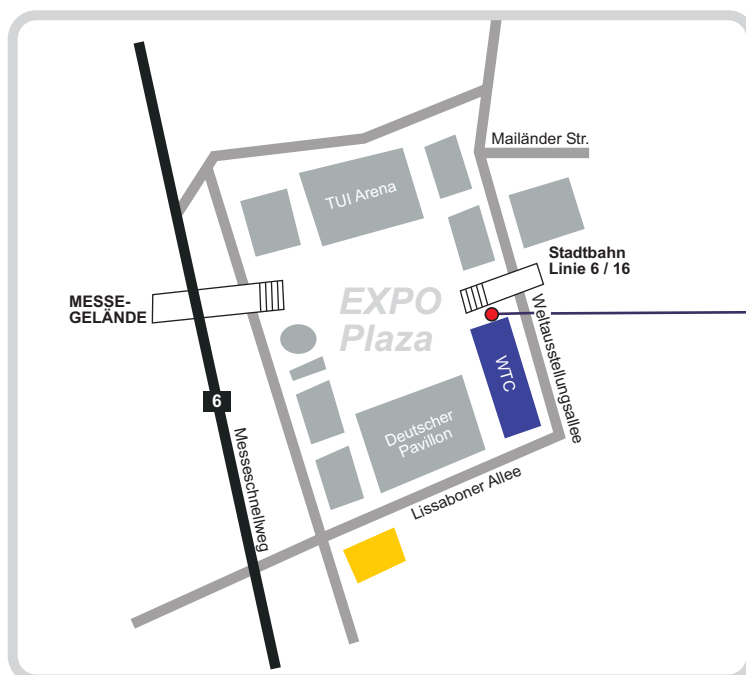 Mailänder Str.
TUI Arena
Stadtbahn
Linie 6 / 16
MESSE-
GELÄNDE
EXPO
Plaza
Weltausstellungsallee
WTC
6
Deutscher
Pavillon
Messeschnellweg
Lissaboner Allee